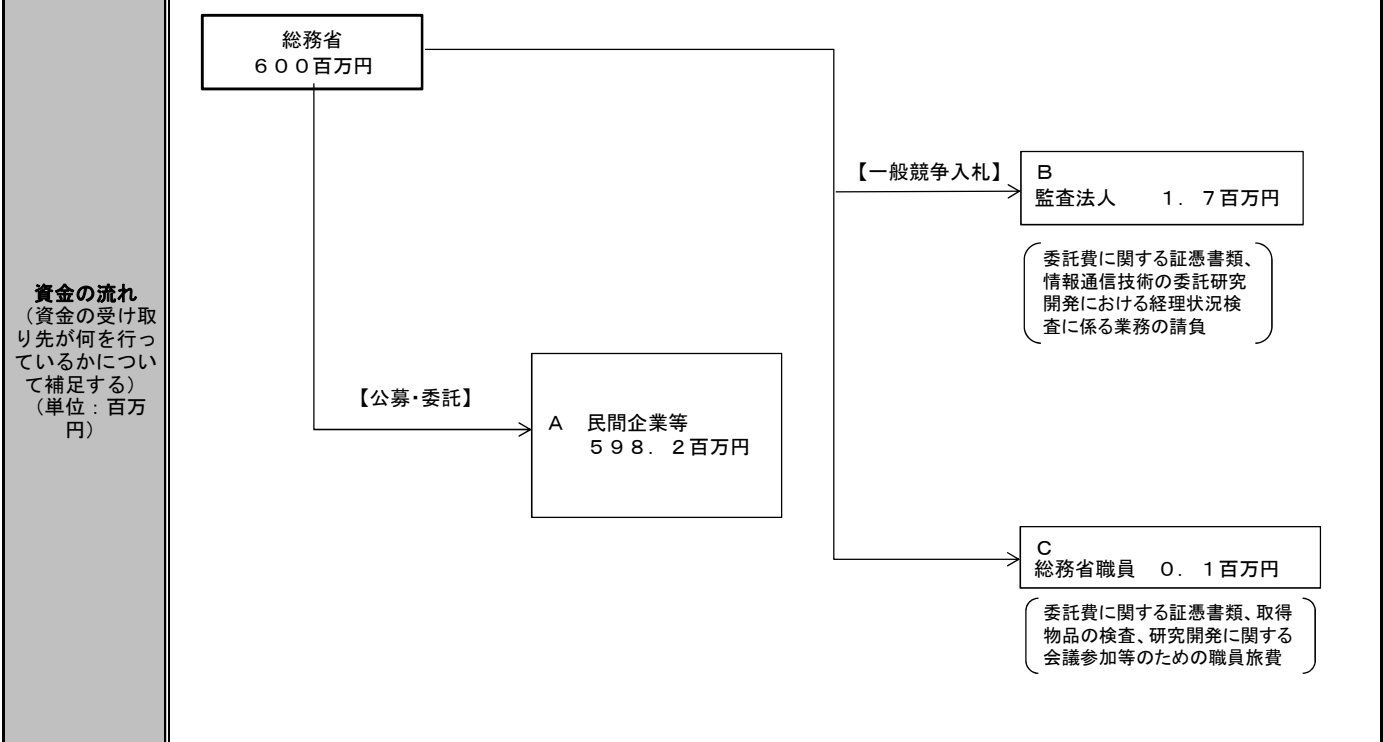 資金の流れ
（資金の受け取
り先が何を行っ
ているかについ
て補足する）
（単位：百万
円）
総務省
６００百万円
【公募・委託】
A　民間企業等
５９８．２百万円
【一般競争入札】
B
監査法人　　１．７百万円
委託費に関する証憑書類、
情報通信技術の委託研究
開発における経理状況検
査に係る業務の請負
C
総務省職員　０．１百万円
委託費に関する証憑書類、取得
物品の検査、研究開発に関する
会議参加等のための職員旅費